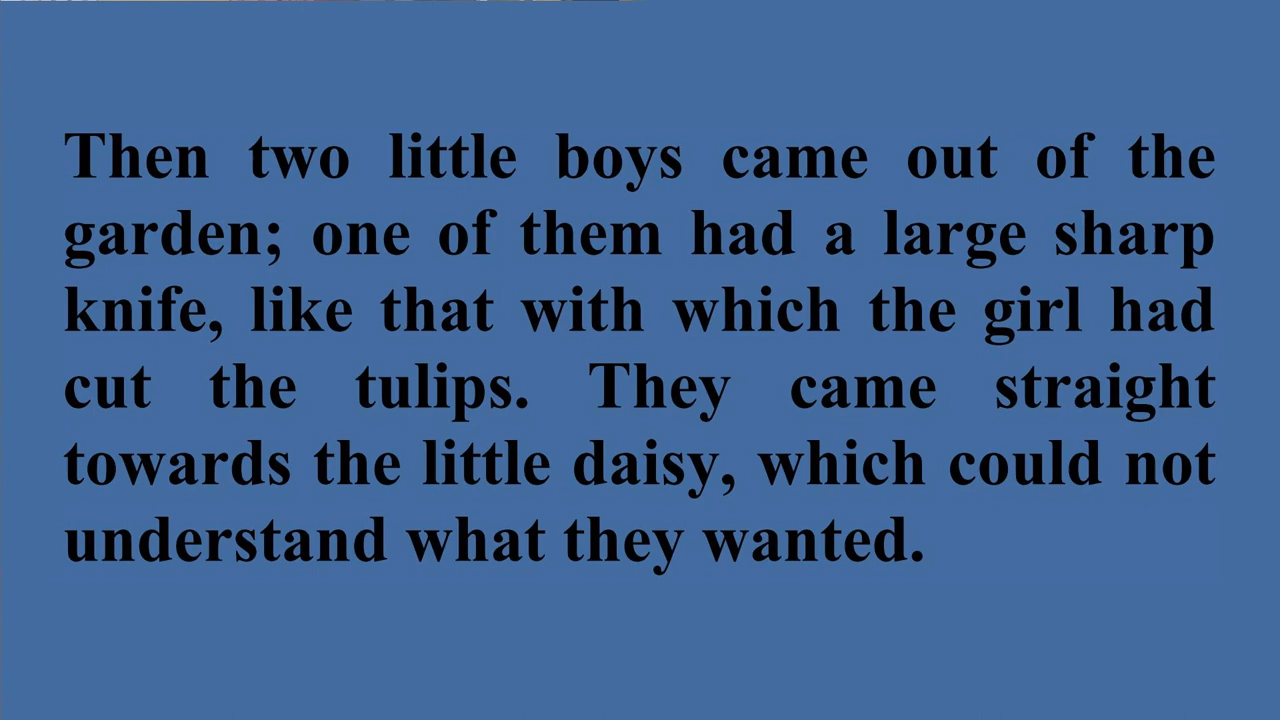 Then two little boys came out of the
garden; one of them had a large sharp
knife, like that with which the girl had
cut the tulips. They came straight
towards the little daisy, which could not
understand what they wanted.